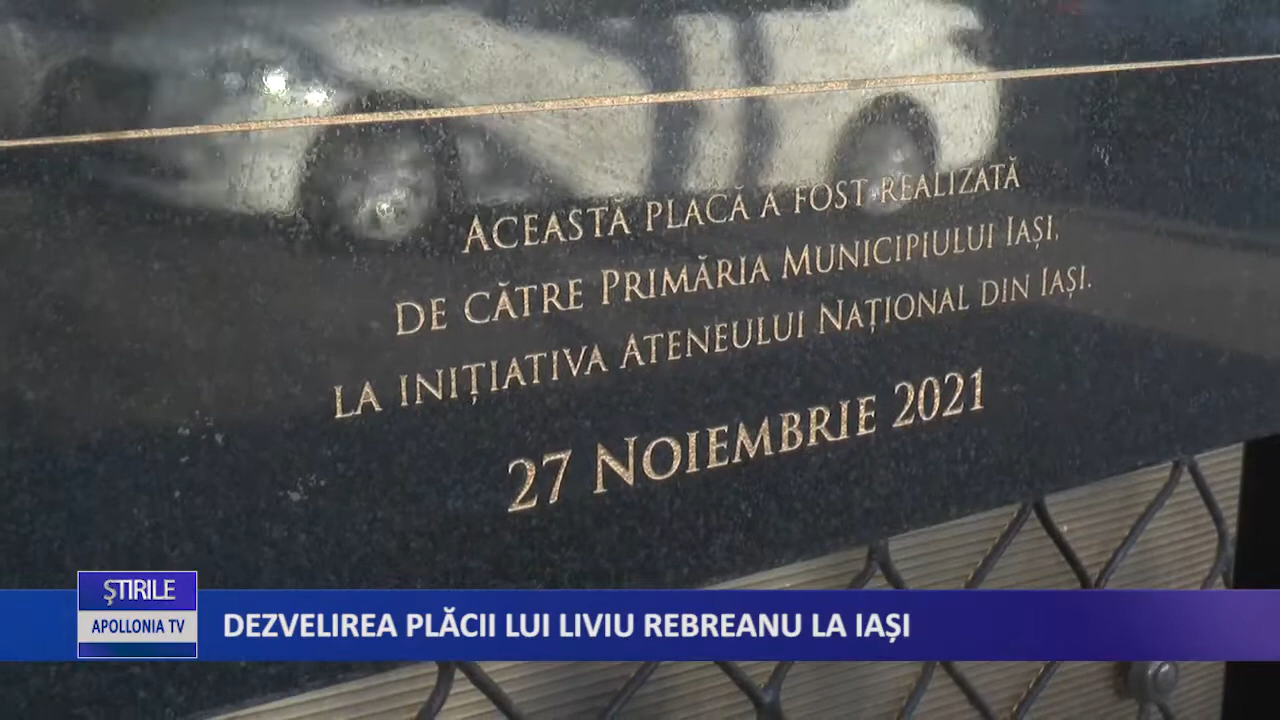 ACEASTĂ PLACĂ A FOST REALIZATĂ
DE CĂTRE PRIMĂRIA MUNICIPIULUI IAȘI,
LA INIȚIATIVA ATENEULUI NAȚIONAL DIN IAȘI.
27 NOIEMBRIE 2021
ȘTIRILE
APOLLONIA TV
DEZVELIREA PLĂCII LUI LIVIU REBREANU LA IAȘI